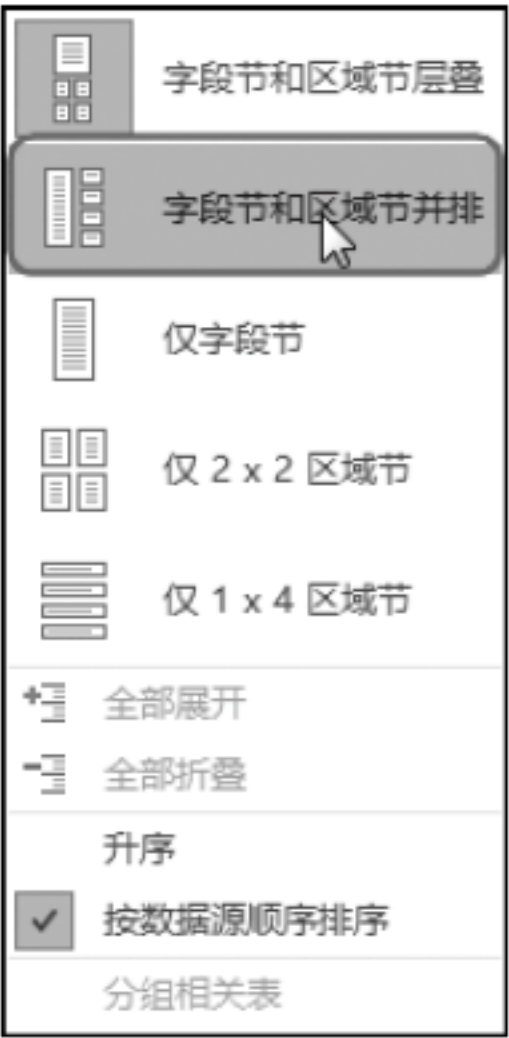 字段节和区域节层叠
字段节和区域节并排
仅字段节
仅 2 x 2 区域节
仅 1 x 4 区域节
全部展开
全部折叠
升序
按数据源顺序排序
分组相关表